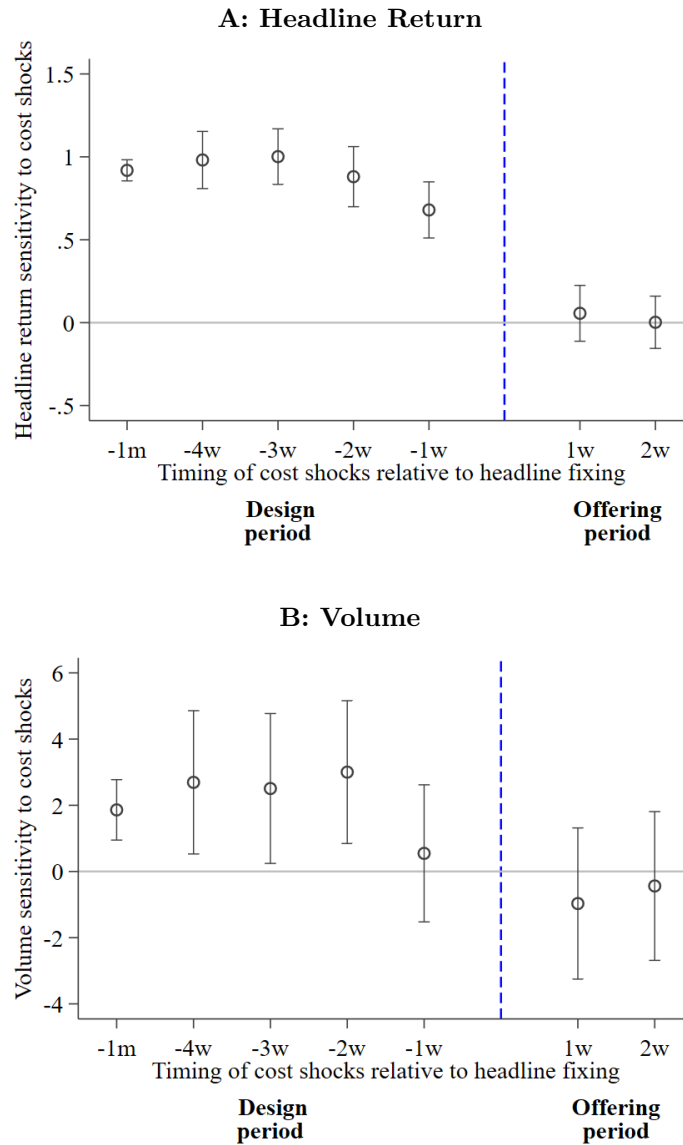 A: Headline Return
Headline return sensitivity to cost shocks
1.5
1
.5
0
-.5
-1m -4w -3w -2w -1w 1w 2w
Timing of cost shocks relative to headline fixing
Design period
Offering period
B: Volume
Volume sensitivity to cost shocks
6
4
2
0
-2
-4
-1m -4w -3w -2w -1w 1w 2w
Timing of cost shocks relative to headline fixing
Design period
Offering period